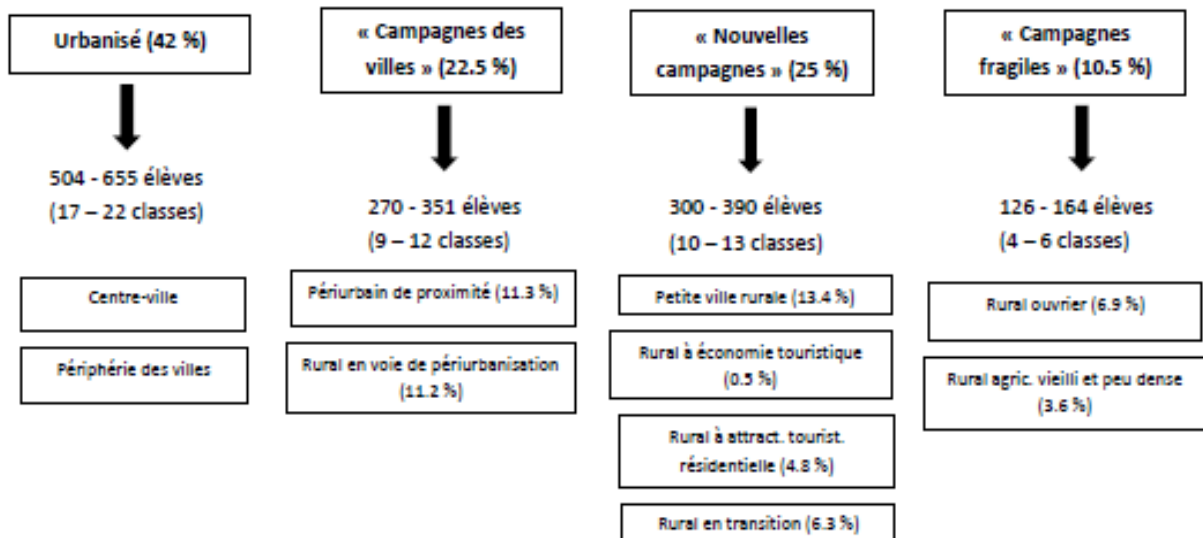 Urbanisé (42 %)
504 - 655 élèves
(17 – 22 classes)
Centre-ville
Périphérie des villes
« Campagnes des
villes » (22.5 %)
270 - 351 élèves
(9 – 12 classes)
Périurbain de proximité (11.3 %)
Rural en voie de périurbanisation
(11.2 %)
« Nouvelles
campagnes » (25 %)
300 - 390 élèves
(10 – 13 classes)
Petite ville rurale (13.4 %)
Rural à économie touristique
(0.5 %)
Rural à attract. tourist.
résidentielle (4.8 %)
Rural en transition (6.3 %)
« Campagnes
fragiles » (10.5 %)
126 - 164 élèves
(4 – 6 classes)
Rural ouvrier (6.9 %)
Rural agric. vieilli et peu dense
(3.6 %)